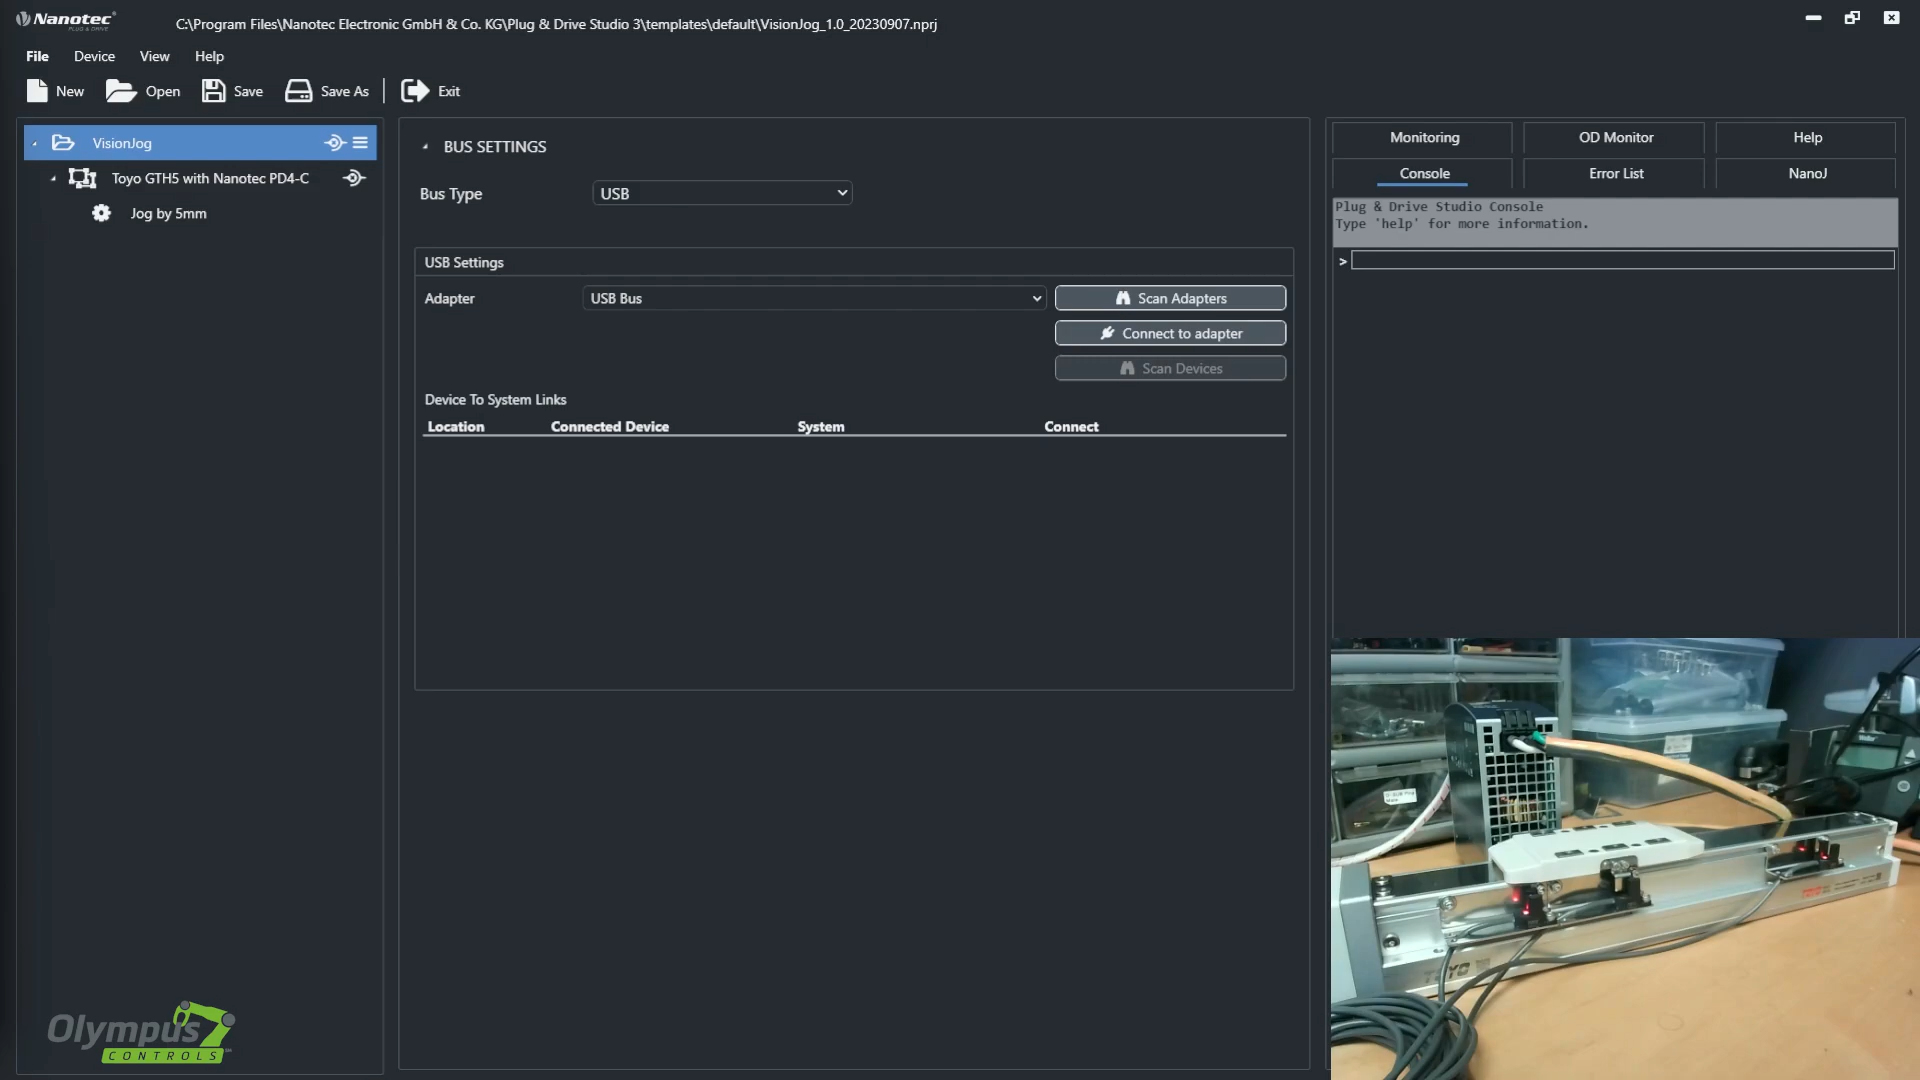 Nanotec
PLUG & DRIVE
C:\Program Files\Nanotec Electronic GmbH & Co. KG\Plug & Drive Studio 3\templates\default\VisionJog_1.0_20230907.nprj
File Device View Help
New Open Save Save As Exit
VisionJog
Toyo GTH5 with Nanotec PD4-C
Jog by 5mm
BUS SETTINGS
Bus Type USB
USB Settings
Adapter USB Bus Scan Adapters
Connect to adapter
Scan Devices
Device To System Links
Location Connected Device System Connect
Monitoring OD Monitor Help
Console Error List NanoJ
Plug & Drive Studio Console
Type 'help' for more information.
>
TOYO
Olympus
CONTROLS